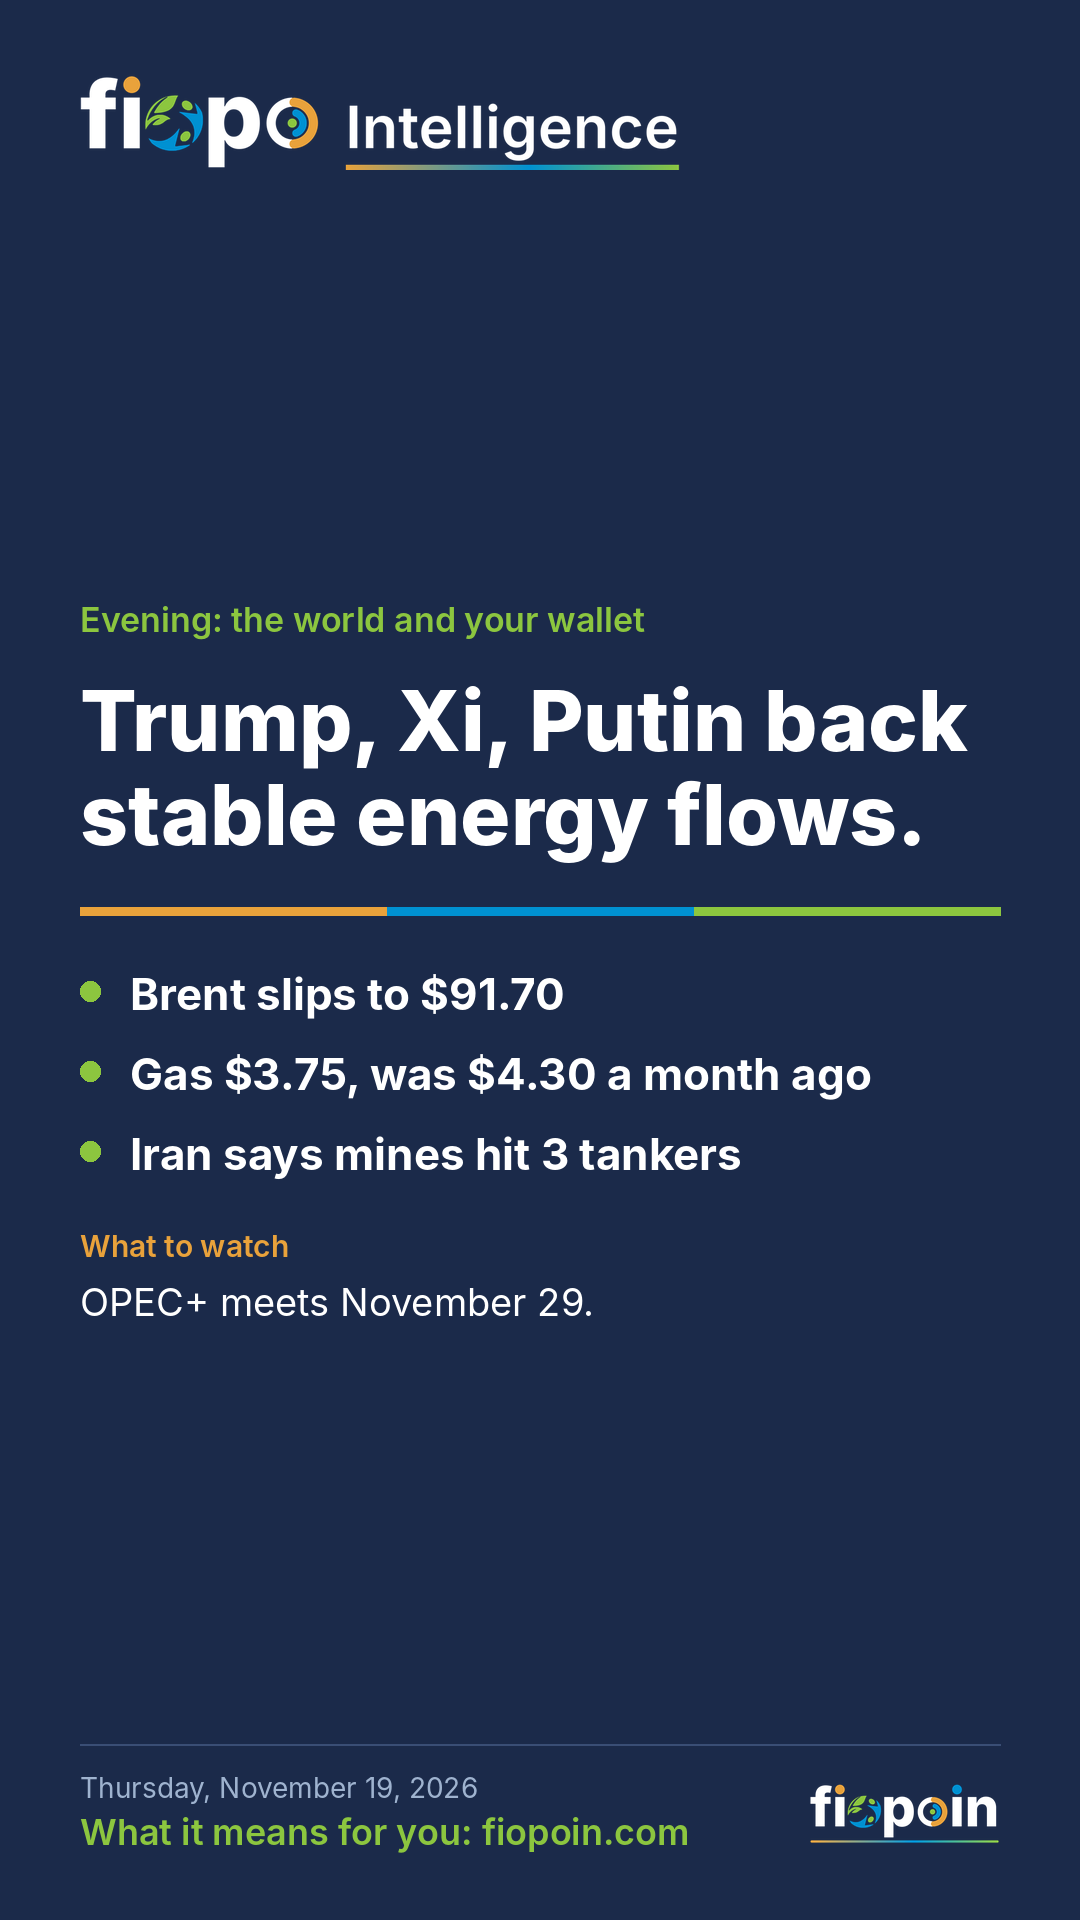 fiopo Intelligence
Evening: the world and your wallet
Trump, Xi, Putin back
stable energy flows.
Brent slips to $91.70
Gas $3.75, was $4.30 a month ago
Iran says mines hit 3 tankers
What to watch
OPEC+ meets November 29.
Thursday, November 19, 2026
What it means for you: fiopoin.com
fiopoin